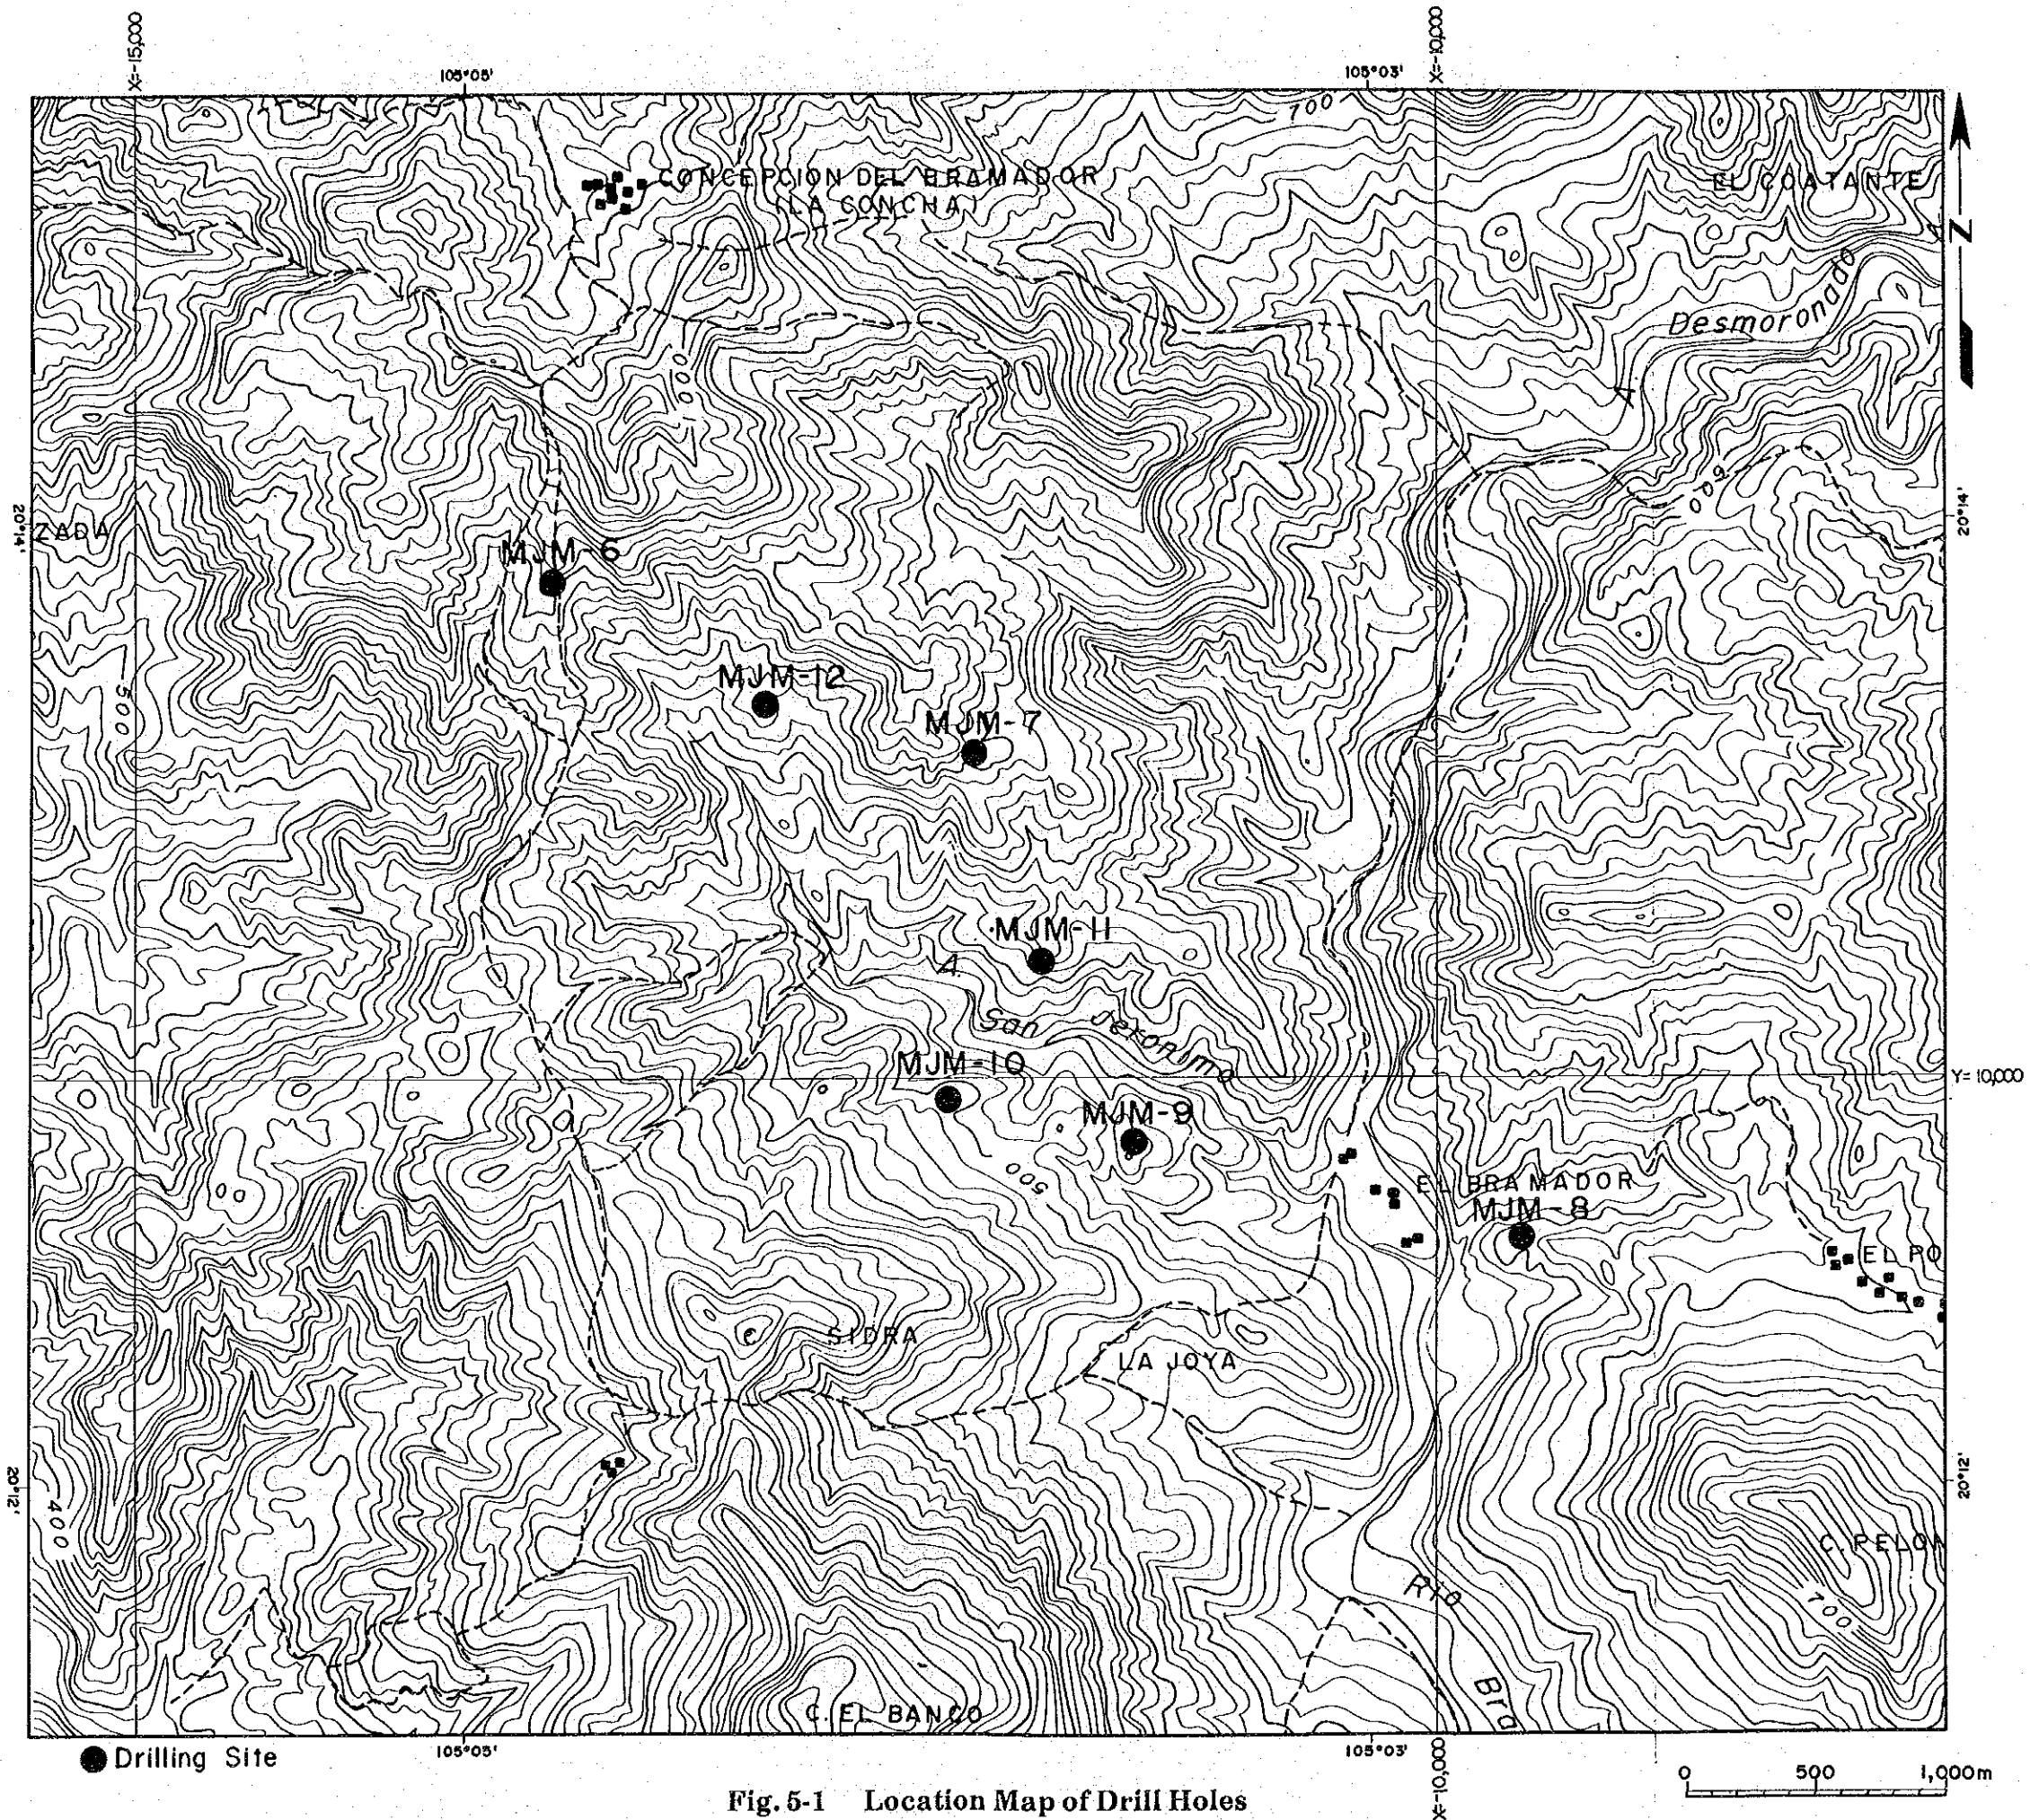 X=-15,000
X=-10,000
105°05'
105°03'
700
CONCEPCION DEL BRAMADOR
(LA CONCHA)
EL COATANTE
N
Desmoronado
A
1000
500
20°14'
ZADA
20°14'
MJM-6
MJM-12
500
MJM-7
MJM-11
A.
San Jeronimo
MJM-10
Y=10,000
MJM-9
500
EL BRAMADOR
MJM-8
EL PO
SIDRA
LA JOYA
20°12'
20°12'
400
C. PELON
Rio
700
Bra
C. EL BANCO
Drilling Site
105°05'
105°03'
X=-10,000
0 500 1,000m
Fig. 5-1 Location Map of Drill Holes